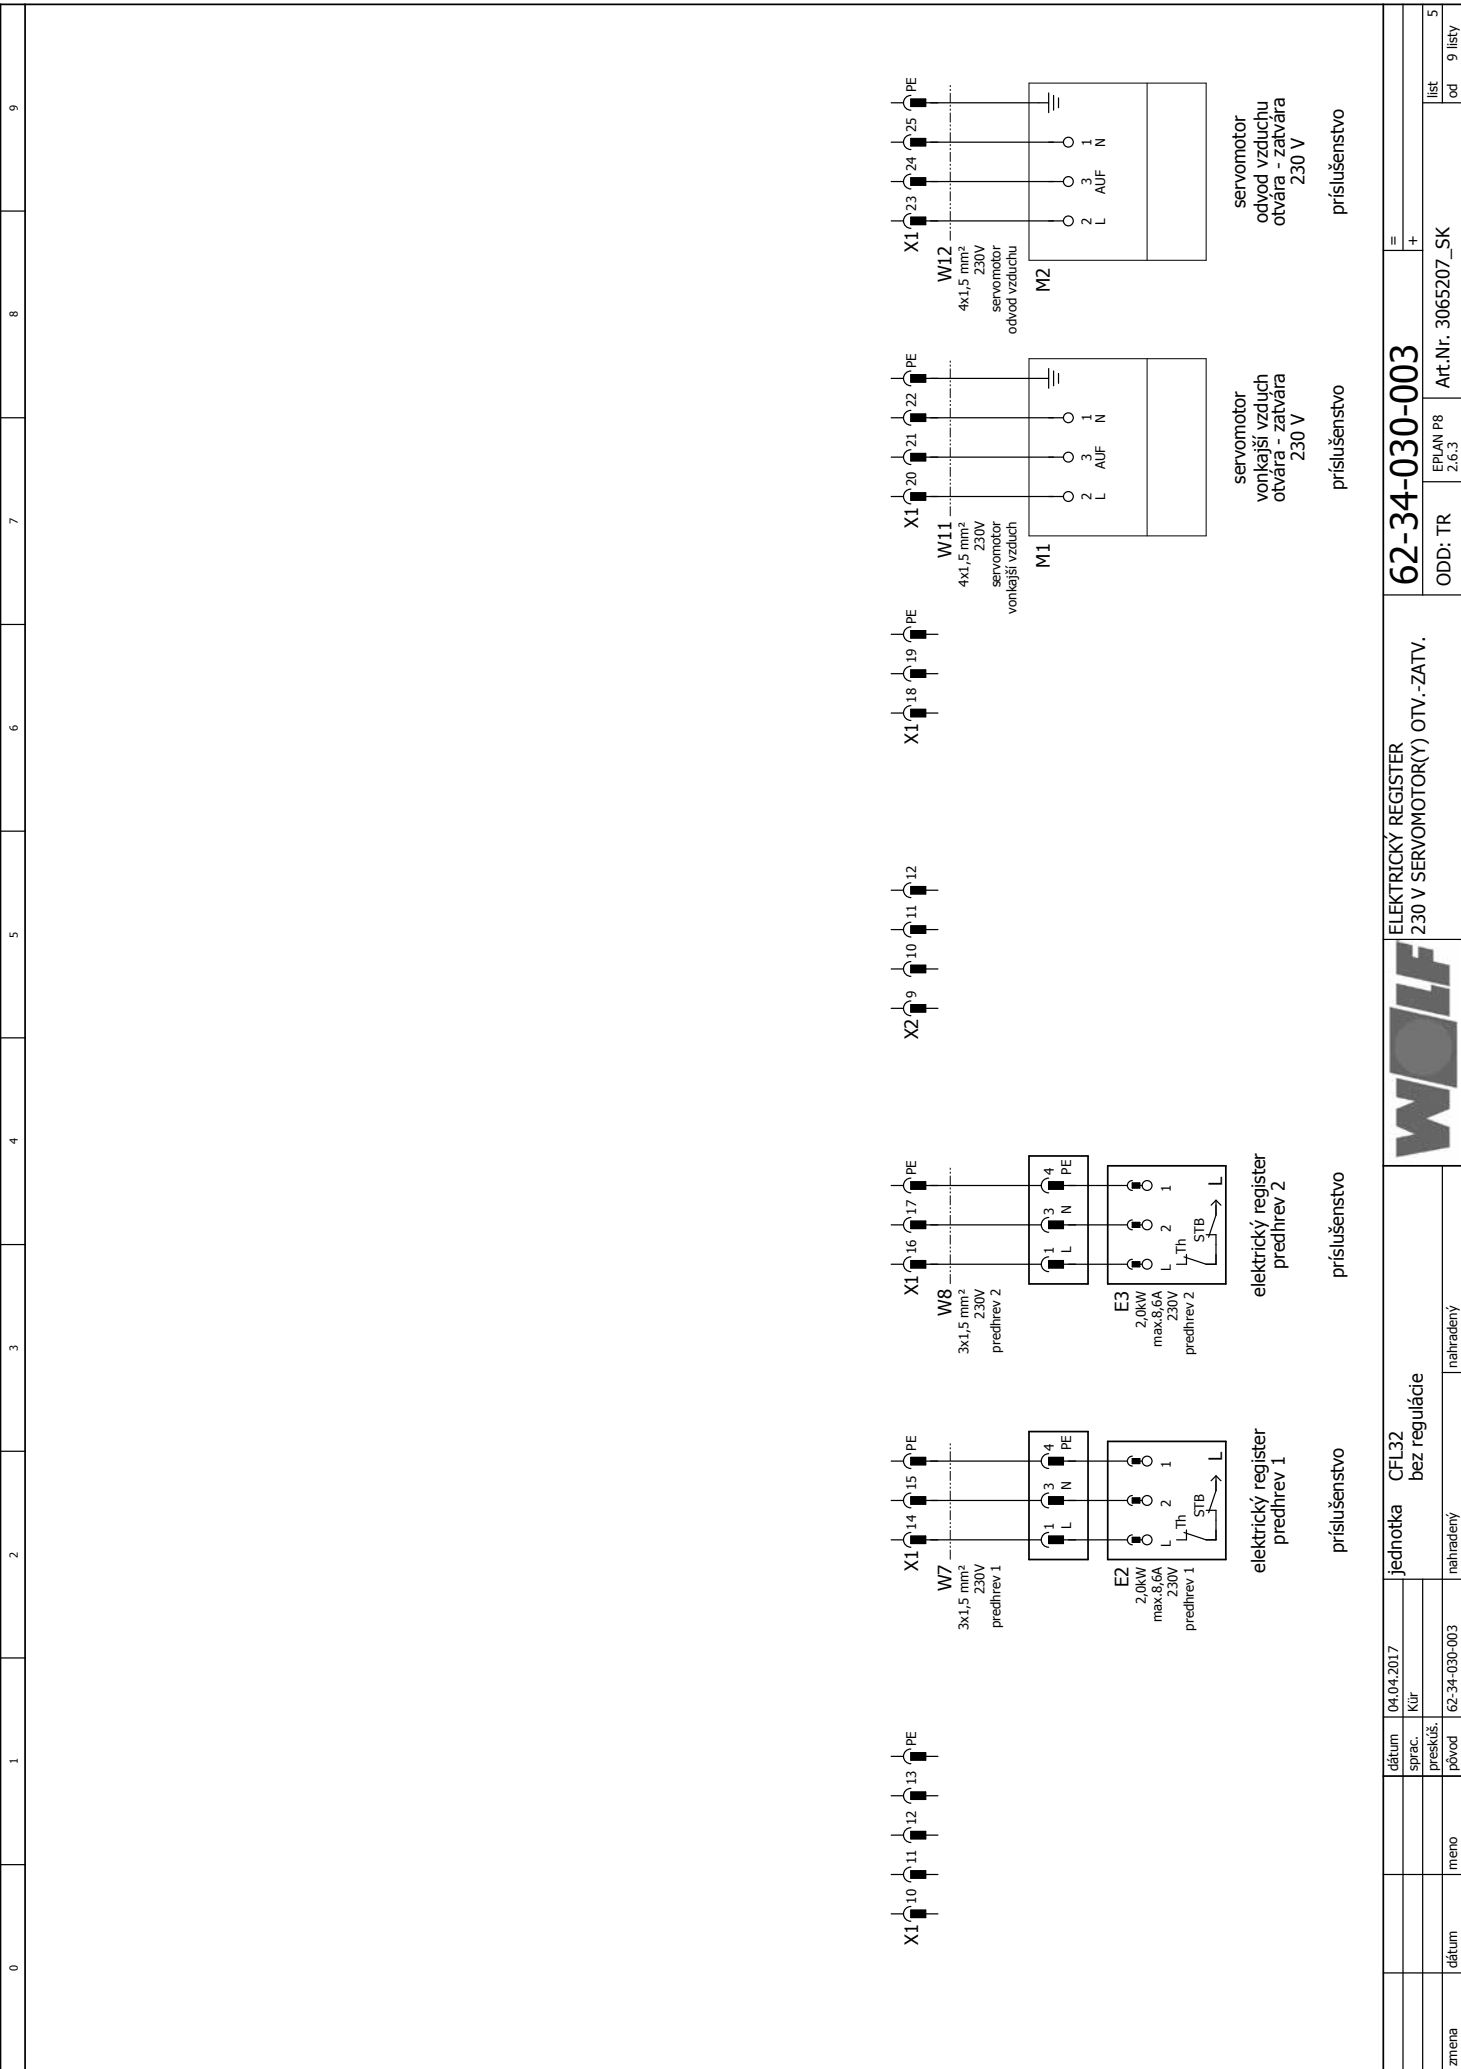 0 1 2 3 4 5 6 7 8 9
X1 10 11 12 13 PE
X1 14 15 PE
W7
3x1,5 mm²
230V
predhrev 1
1 3 4
L N PE
E2
2,0kW
max.8,6A
230V
predhrev 1
L 2 1
Th STB L
elektrický register
predhrev 1
príslušenstvo
X1 16 17 PE
W8
3x1,5 mm²
230V
predhrev 2
1 3 4
L N PE
E3
2,0kW
max.8,6A
230V
predhrev 2
L 2 1
Th STB L
elektrický register
predhrev 2
príslušenstvo
X2 9 10 11 12
X1 18 19 PE
X1 20 21 22 PE
W11
4x1,5 mm²
230V
servomotor
vonkajší vzduch
M1
2 3 1
L AUF N
servomotor
vonkajší vzduch
otvára - zatvára
230 V
príslušenstvo
X1 23 24 25 PE
W12
4x1,5 mm²
230V
servomotor
odvod vzduchu
M2
2 3 1
L AUF N
servomotor
odvod vzduchu
otvára - zatvára
230 V
príslušenstvo
zmena dátum meno
dátum 04.04.2017
sprac. Kür
preskúš.
pôvod 62-34-030-003
jednotka CFL32
bez regulácie
nahradený nahradený
WOLF
ELEKTRICKÝ REGISTER
230 V SERVOMOTOR(Y) OTV.-ZATV.
62-34-030-003
ODD: TR
EPLAN P8
2.6.3
Art.Nr. 3065207_SK
=
+
list 5
od 9 listy